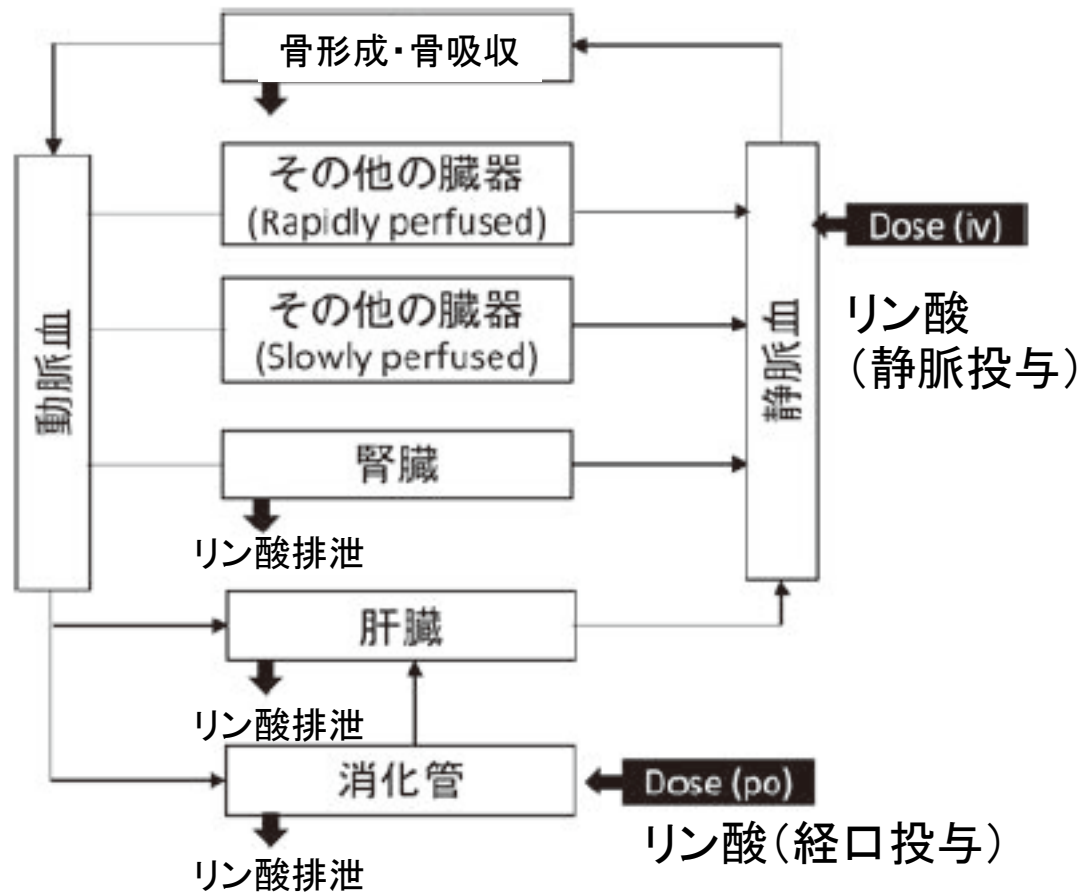 骨形成・骨吸収
その他の臓器
(Rapidly perfused)
Dose (iv)
その他の臓器
(Slowly perfused)
リン酸
(静脈投与)
動脈血
静脈血
腎臓
リン酸排泄
肝臓
リン酸排泄
消化管
Dose (po)
リン酸(経口投与)
リン酸排泄